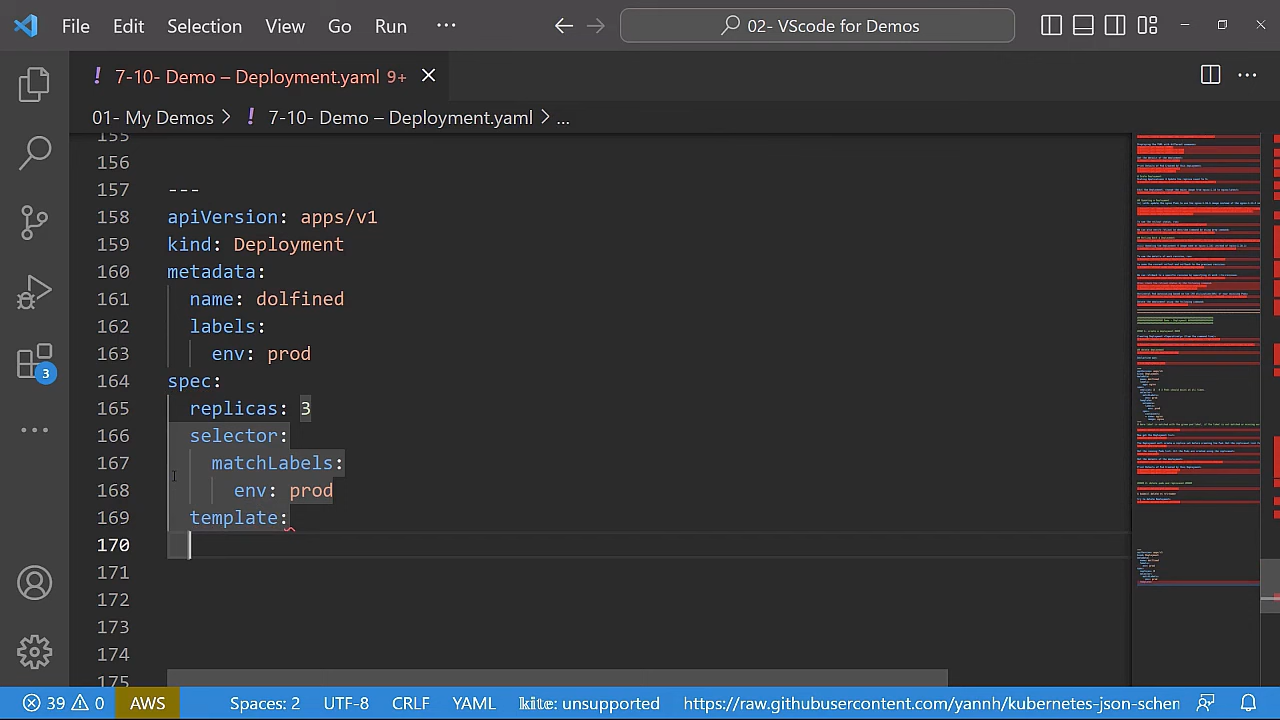 File Edit Selection View Go Run ··· 02- VScode for Demos
! 7-10- Demo – Deployment.yaml 9+
01- My Demos > ! 7-10- Demo – Deployment.yaml > ...
155
156
157 ---
158 apiVersion: apps/v1
159 kind: Deployment
160 metadata:
161 name: dolfined
162 labels:
163 env: prod
164 spec:
165 replicas: 3
166 selector:
167 matchLabels:
168 env: prod
169 template:
170
171
172
173
174
175
3
39 0 AWS Spaces: 2 UTF-8 CRLF YAML kite: unsupported https://raw.githubusercontent.com/yannh/kubernetes-json-schen